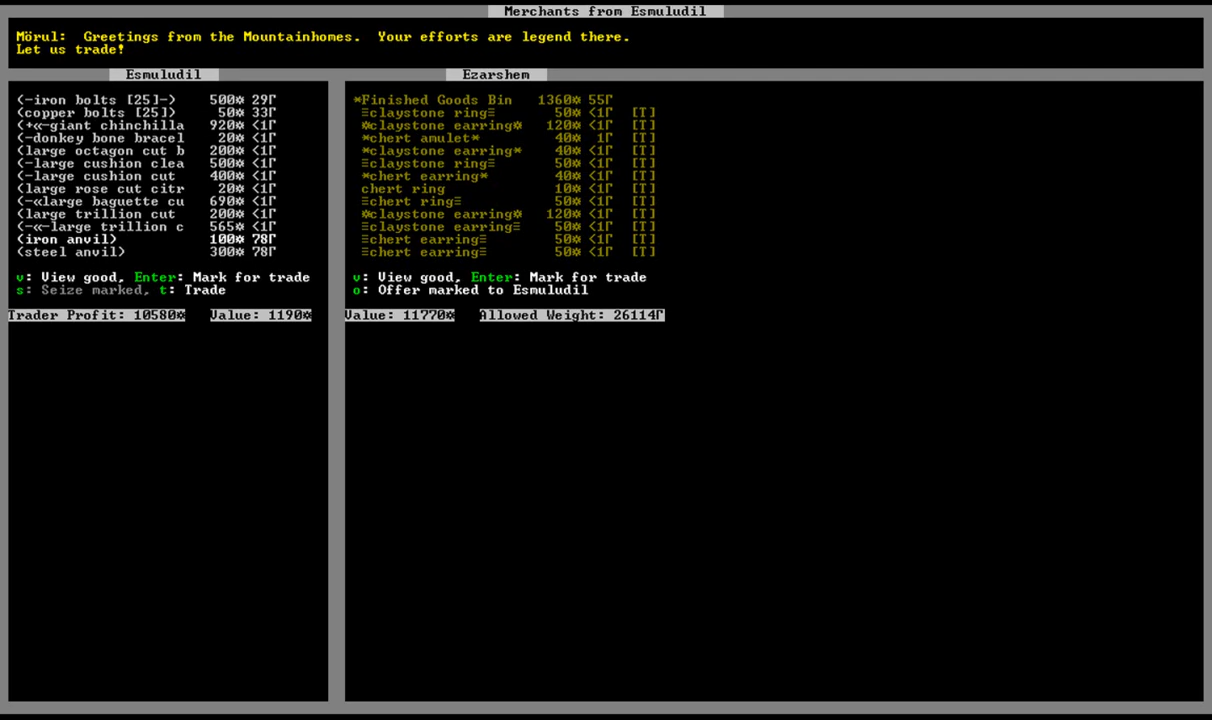 Merchants from Esmuludil
Mörul:  Greetings from the Mountainhomes.  Your efforts are legend there.
Let us trade!
Esmuludil
Ezarshem
(-iron bolts [25]-)    500☼ 29Γ
(copper bolts [25])     50☼ 33Γ
(+«-giant chinchilla   920☼ <1Γ
(-donkey bone bracel    20☼ <1Γ
(large octagon cut b   200☼ <1Γ
(-large cushion clea   500☼ <1Γ
(-large cushion cut    400☼ <1Γ
(large rose cut citr    20☼ <1Γ
(-«large baguette cu   690☼ <1Γ
(large trillion cut    200☼ <1Γ
(-«-large trillion c   565☼ <1Γ
(iron anvil)           100☼ 78Γ
(steel anvil)          300☼ 78Γ
v: View good, Enter: Mark for trade
s: Seize marked, t: Trade
Trader Profit: 10580☼   Value: 1190☼
*Finished Goods Bin   1360☼ 55Γ
≡claystone ring≡        50☼ <1Γ   [T]
☼claystone earring☼    120☼ <1Γ   [T]
*chert amulet*          40☼  1Γ   [T]
*claystone earring*     40☼ <1Γ   [T]
≡claystone ring≡        50☼ <1Γ   [T]
*chert earring*         40☼ <1Γ   [T]
chert ring              10☼ <1Γ   [T]
≡chert ring≡            50☼ <1Γ   [T]
☼claystone earring☼    120☼ <1Γ   [T]
≡claystone earring≡     50☼ <1Γ   [T]
≡chert earring≡         50☼ <1Γ   [T]
≡chert earring≡         50☼ <1Γ   [T]
v: View good, Enter: Mark for trade
o: Offer marked to Esmuludil
Value: 11770☼   Allowed Weight: 26114Γ